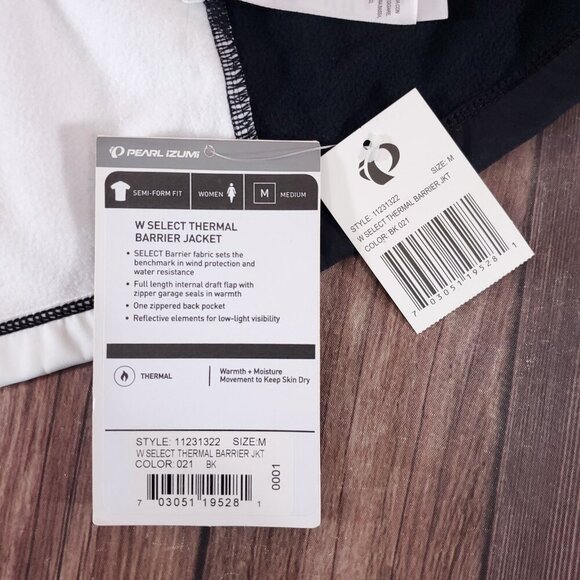 PEARL iZUMi
SEMI-FORM FIT
WOMEN
M
MEDIUM
W SELECT THERMAL
BARRIER JACKET
• SELECT Barrier fabric sets the
benchmark in wind protection and
water resistance
• Full length internal draft flap with
zipper garage seals in warmth
• One zippered back pocket
• Reflective elements for low-light visibility
THERMAL
Warmth + Moisture
Movement to Keep Skin Dry
STYLE: 11231322 SIZE:M
W SELECT THERMAL BARRIER JKT
COLOR: 021 BK
0001
7 03051 19528 1
SIZE: M
STYLE: 11231322
W SELECT THERMAL BARRIER JKT
COLOR: BK 021
7 03051 19528 1